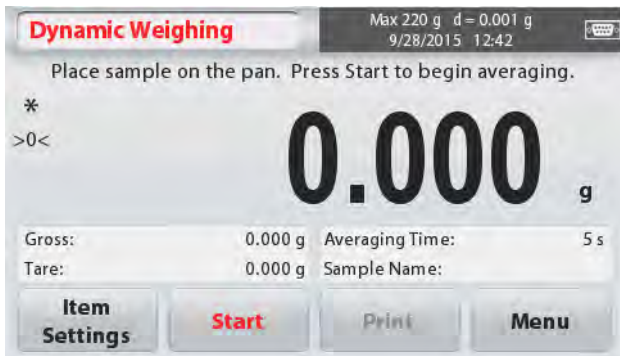 Dynamic Weighing
Max 220 g d = 0.001 g
9/28/2015 12:42
Place sample on the pan. Press Start to begin averaging.
*
>0<
0.000 g
Gross: 0.000 g Averaging Time: 5 s
Tare: 0.000 g Sample Name:
Item
Settings
Start
Print
Menu